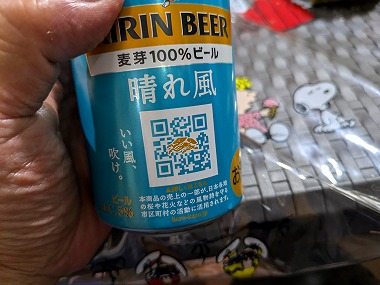 KIRIN BEER
麦芽100%ビール
晴れ風
いい風、
吹け。
本商品の売上の一部が、日本各地
の桜や花火などの風物詩を守る
市区町村の活動に活用されます。
ビール